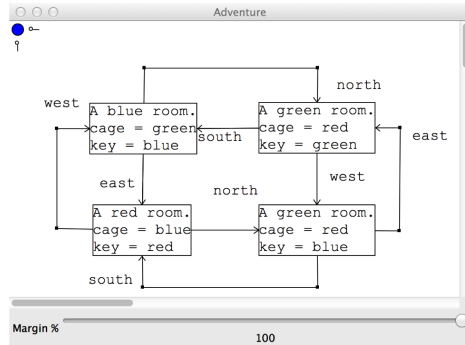 Adventure
north
west
A blue room.
cage = green
key = blue
south
A green room.
cage = red
key = green
east
east
north
west
A red room.
cage = blue
key = red
A green room.
cage = red
key = blue
south
Margin %
100